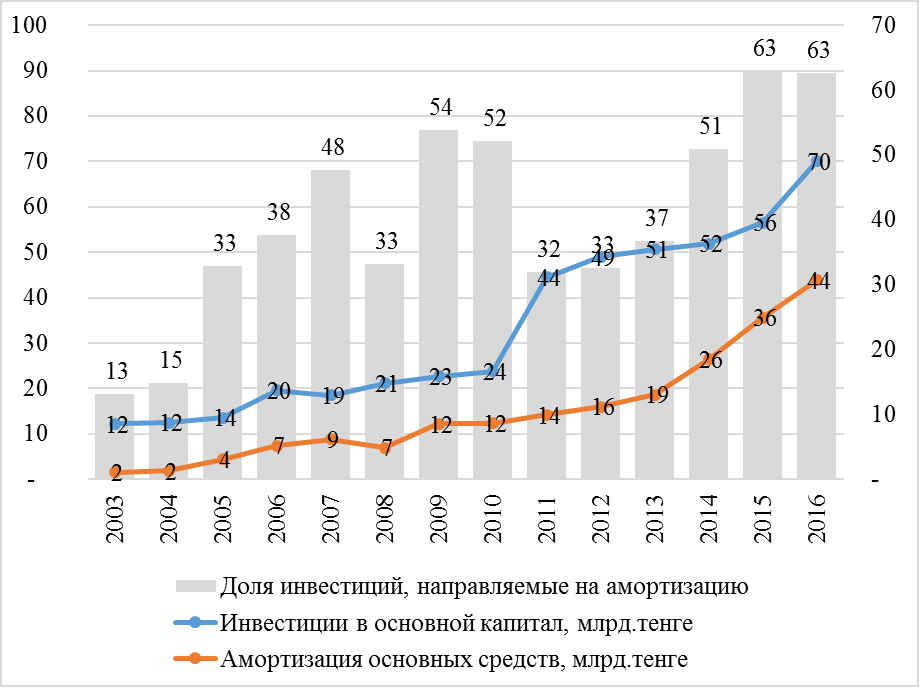 100 70
90 60
80 50
70 40
60 30
50 20
40 10
30 -
20
10
-
13 15 33 38 48 33 54 52 32 33 37 51 63 63
12 12 14 20 19 21 23 24 44 49 51 52 56 70
2 2 4 7 9 7 12 12 14 16 19 26 36 44
2003 2004 2005 2006 2007 2008 2009 2010 2011 2012 2013 2014 2015 2016
Доля инвестиций, направляемые на амортизацию
Инвестиции в основной капитал, млрд.тенге
Амортизация основных средств, млрд.тенге